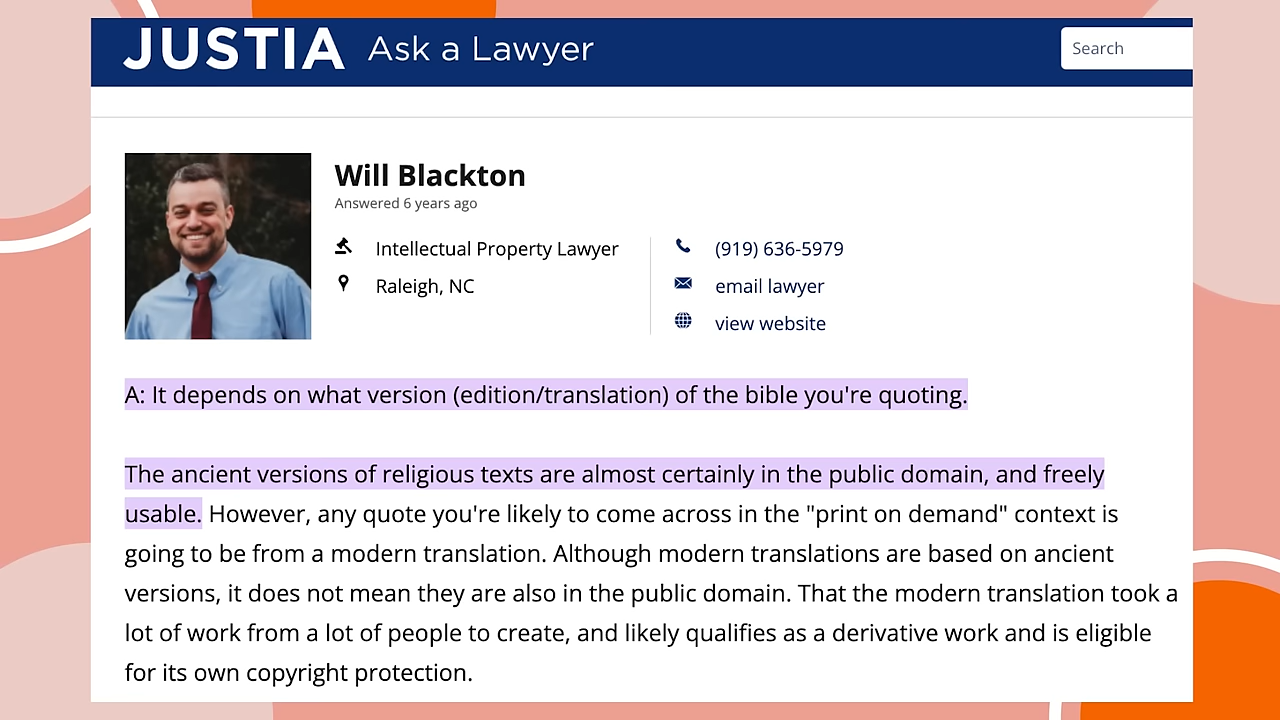 JUSTIA Ask a Lawyer
Search
Will Blackton
Answered 6 years ago
Intellectual Property Lawyer
Raleigh, NC
(919) 636-5979
email lawyer
view website
A: It depends on what version (edition/translation) of the bible you're quoting.
The ancient versions of religious texts are almost certainly in the public domain, and freely
usable. However, any quote you're likely to come across in the "print on demand" context is
going to be from a modern translation. Although modern translations are based on ancient
versions, it does not mean they are also in the public domain. That the modern translation took a
lot of work from a lot of people to create, and likely qualifies as a derivative work and is eligible
for its own copyright protection.